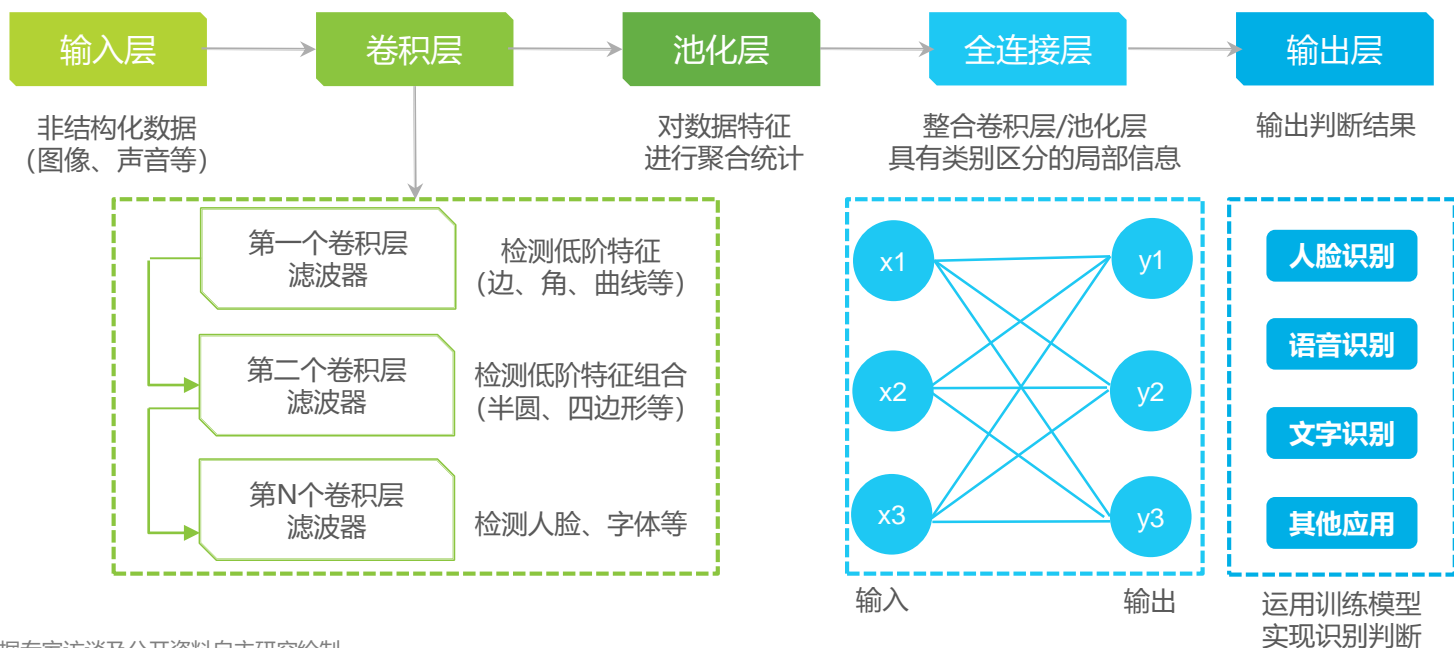 输入层
卷积层
池化层
全连接层
输出层
非结构化数据
(图像、声音等)
对数据特征
进行聚合统计
整合卷积层/池化层
具有类别区分的局部信息
输出判断结果
第一个卷积层
滤波器
检测低阶特征
(边、角、曲线等)
第二个卷积层
滤波器
检测低阶特征组合
(半圆、四边形等)
第N个卷积层
滤波器
检测人脸、字体等
x1
y1
x2
y2
x3
y3
输入
输出
人脸识别
语音识别
文字识别
其他应用
运用训练模型
实现识别判断